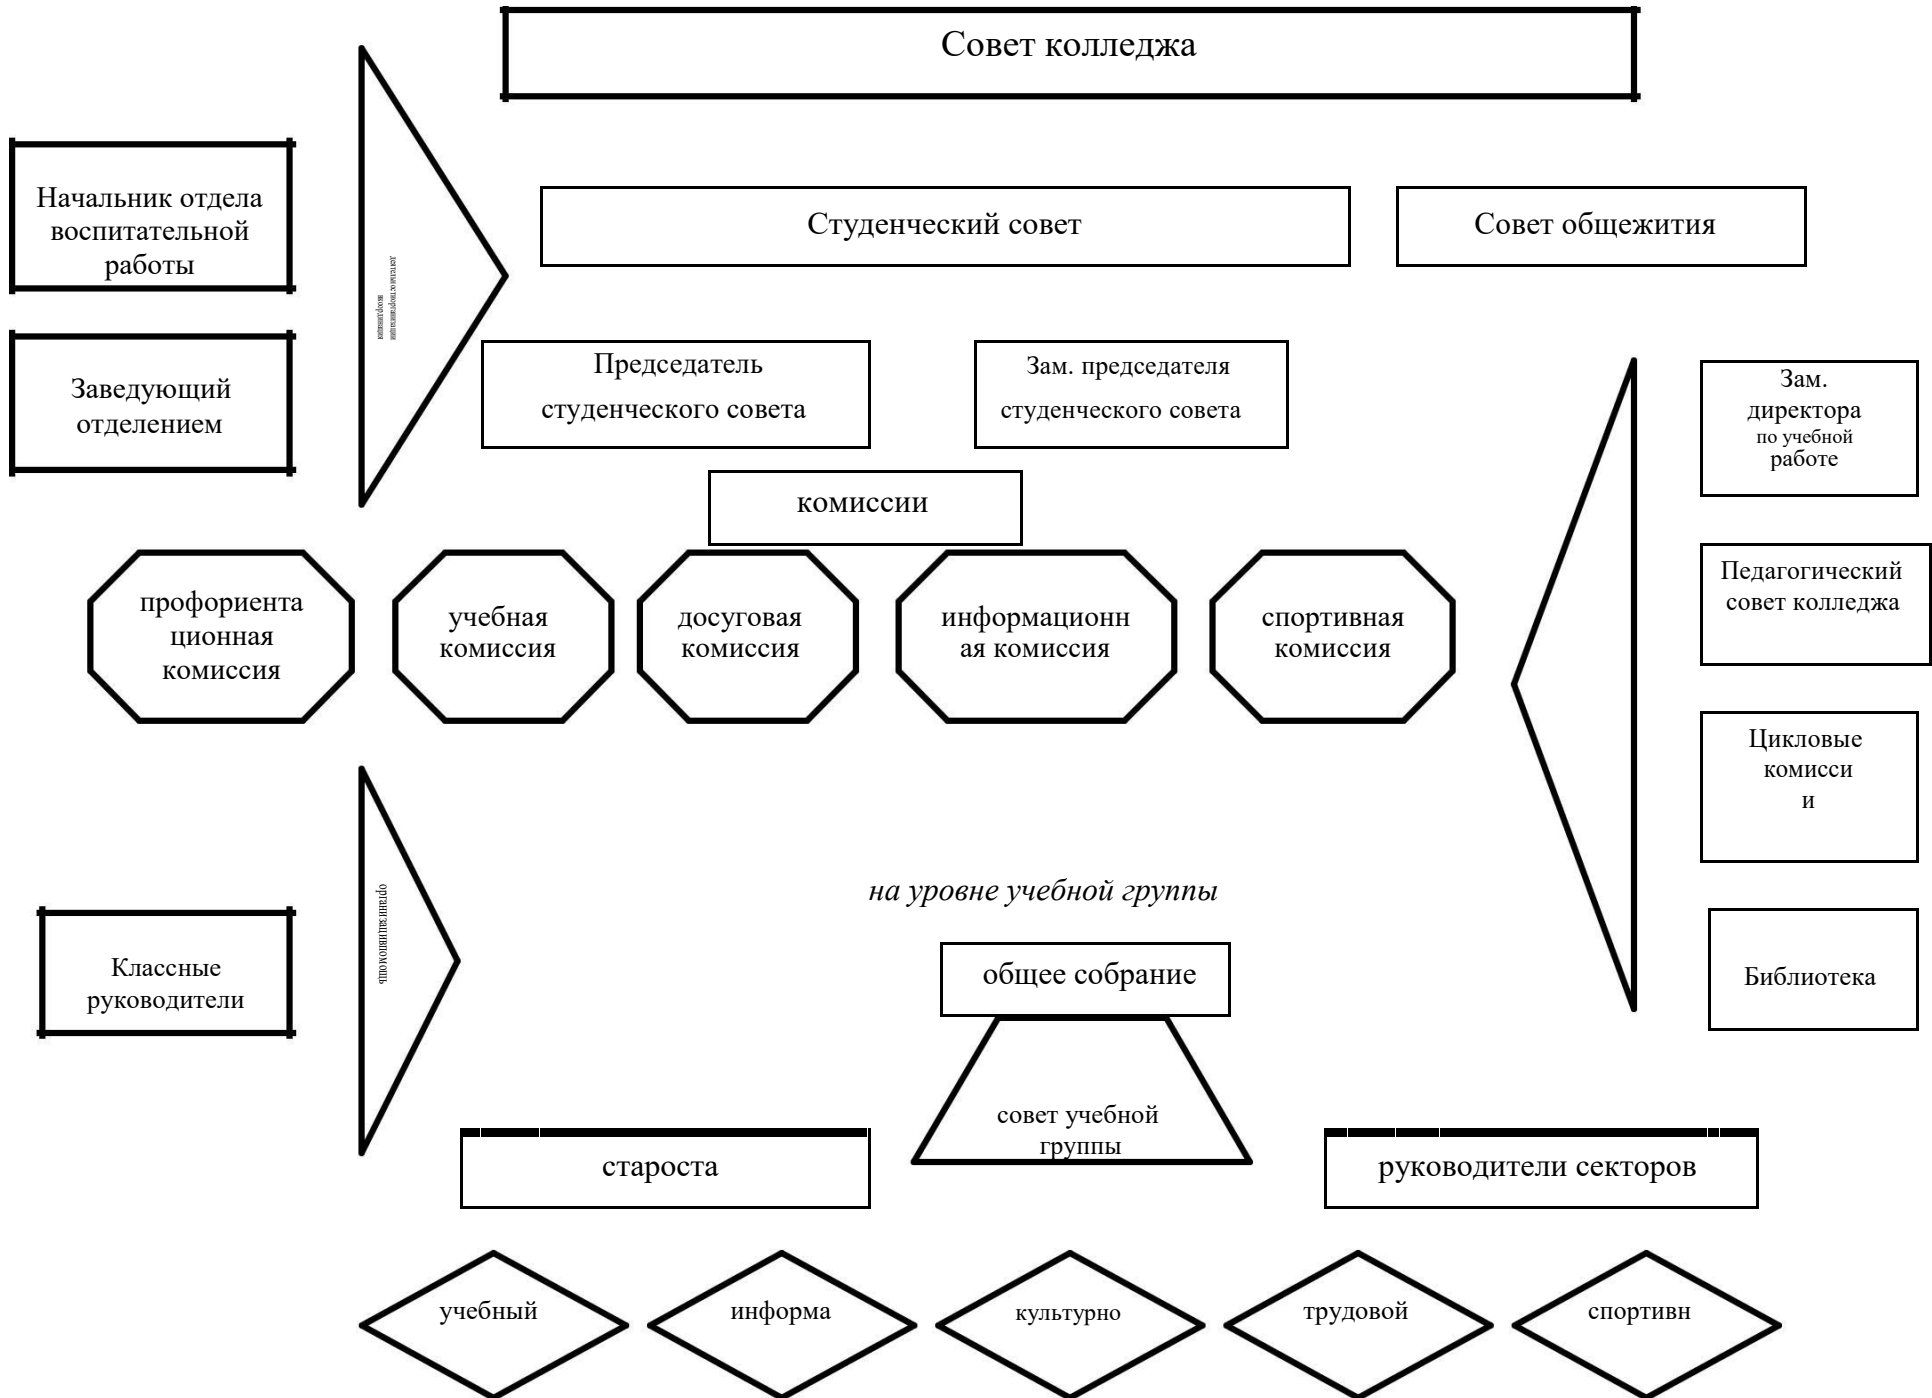 Совет колледжа
Начальник отдела
воспитательной
работы
Студенческий совет
Совет общежития
Заведующий
отделением
Председатель
студенческого совета
Зам. председателя
студенческого совета
Зам.
директора
по учебной
работе
комиссии
профориента
ционная
комиссия
учебная
комиссия
досуговая
комиссия
информационн
ая комиссия
спортивная
комиссия
Педагогический
совет колледжа
Цикловые
комисси
и
на уровне учебной группы
Классные
руководители
общее собрание
Библиотека
совет учебной
группы
староста
руководители секторов
учебный
информа
культурно
трудовой
спортивн